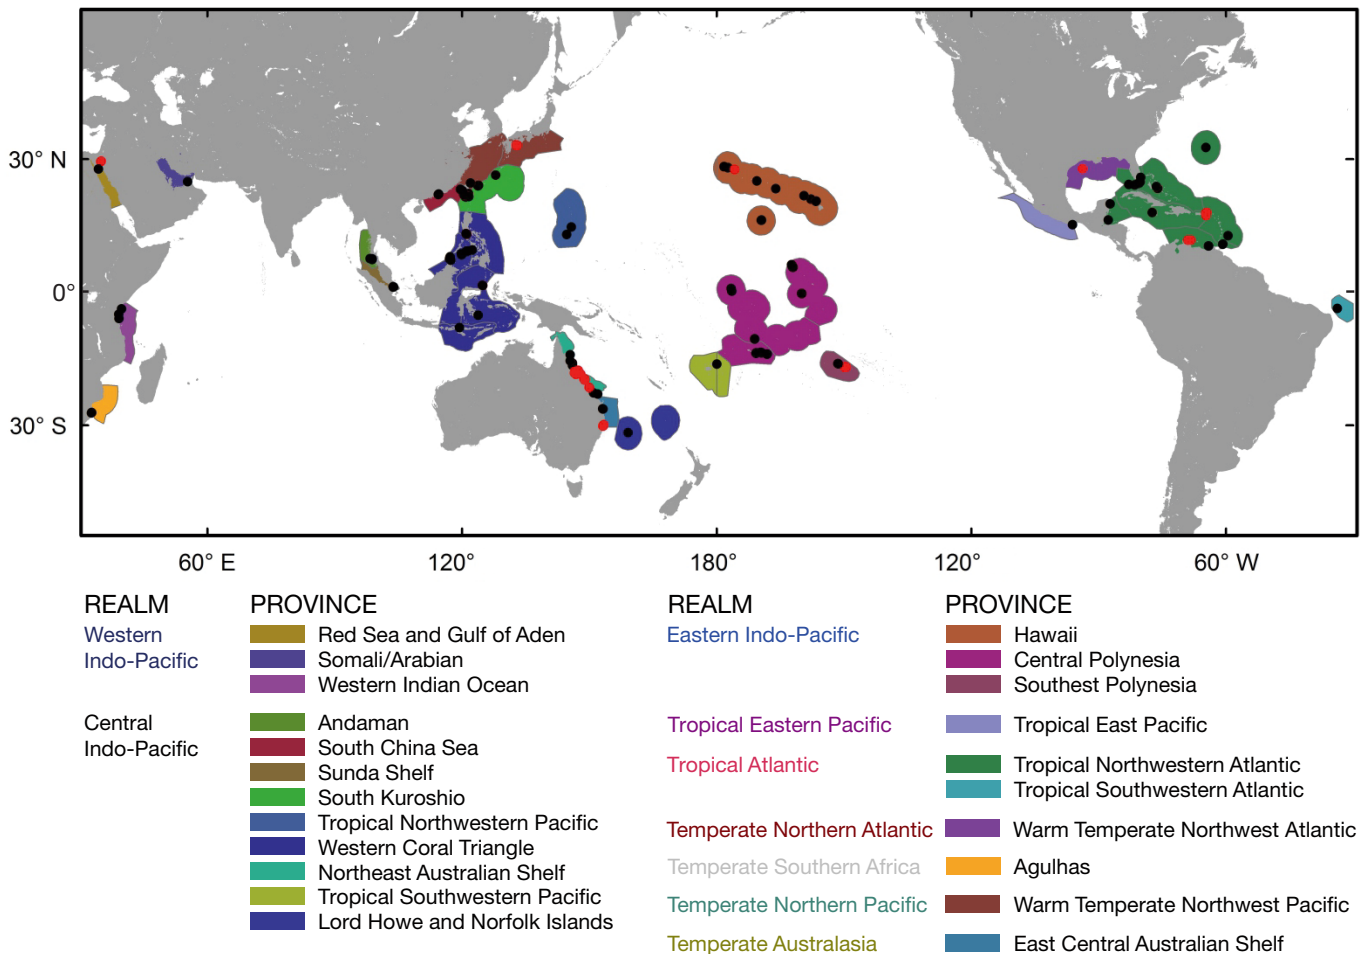 30° N
0°
30° S
60° E
120°
180°
120°
60° W
REALM
PROVINCE
Western
Indo-Pacific
Red Sea and Gulf of Aden
Somali/Arabian
Western Indian Ocean
Central
Indo-Pacific
Andaman
South China Sea
Sunda Shelf
South Kuroshio
Tropical Northwestern Pacific
Western Coral Triangle
Northeast Australian Shelf
Tropical Southwestern Pacific
Lord Howe and Norfolk Islands
REALM
PROVINCE
Eastern Indo-Pacific
Hawaii
Central Polynesia
Southest Polynesia
Tropical Eastern Pacific
Tropical East Pacific
Tropical Atlantic
Tropical Northwestern Atlantic
Tropical Southwestern Atlantic
Temperate Northern Atlantic
Warm Temperate Northwest Atlantic
Temperate Southern Africa
Agulhas
Temperate Northern Pacific
Warm Temperate Northwest Pacific
Temperate Australasia
East Central Australian Shelf